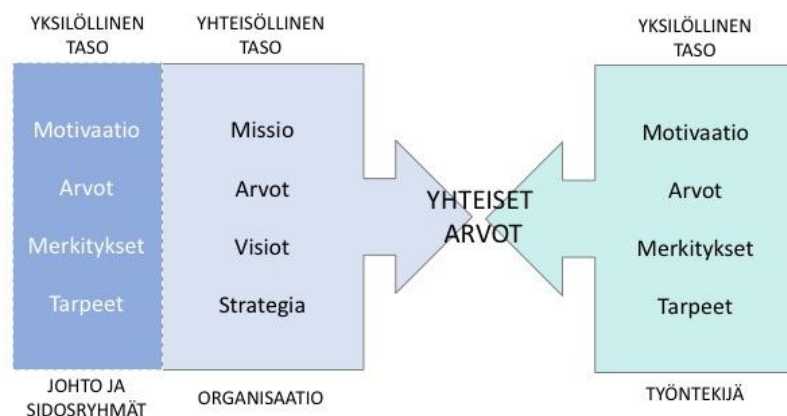 YKSILÖLLINEN
TASO
YHTEISÖLLINEN
TASO
YKSILÖLLINEN
TASO
Motivaatio
Arvot
Merkitykset
Tarpeet
Missio
Arvot
Visiot
Strategia
YHTEISET
ARVOT
Motivaatio
Arvot
Merkitykset
Tarpeet
JOHTO JA
SIDOSRYHMÄT
ORGANISAATIO
TYÖNTEKIJÄ